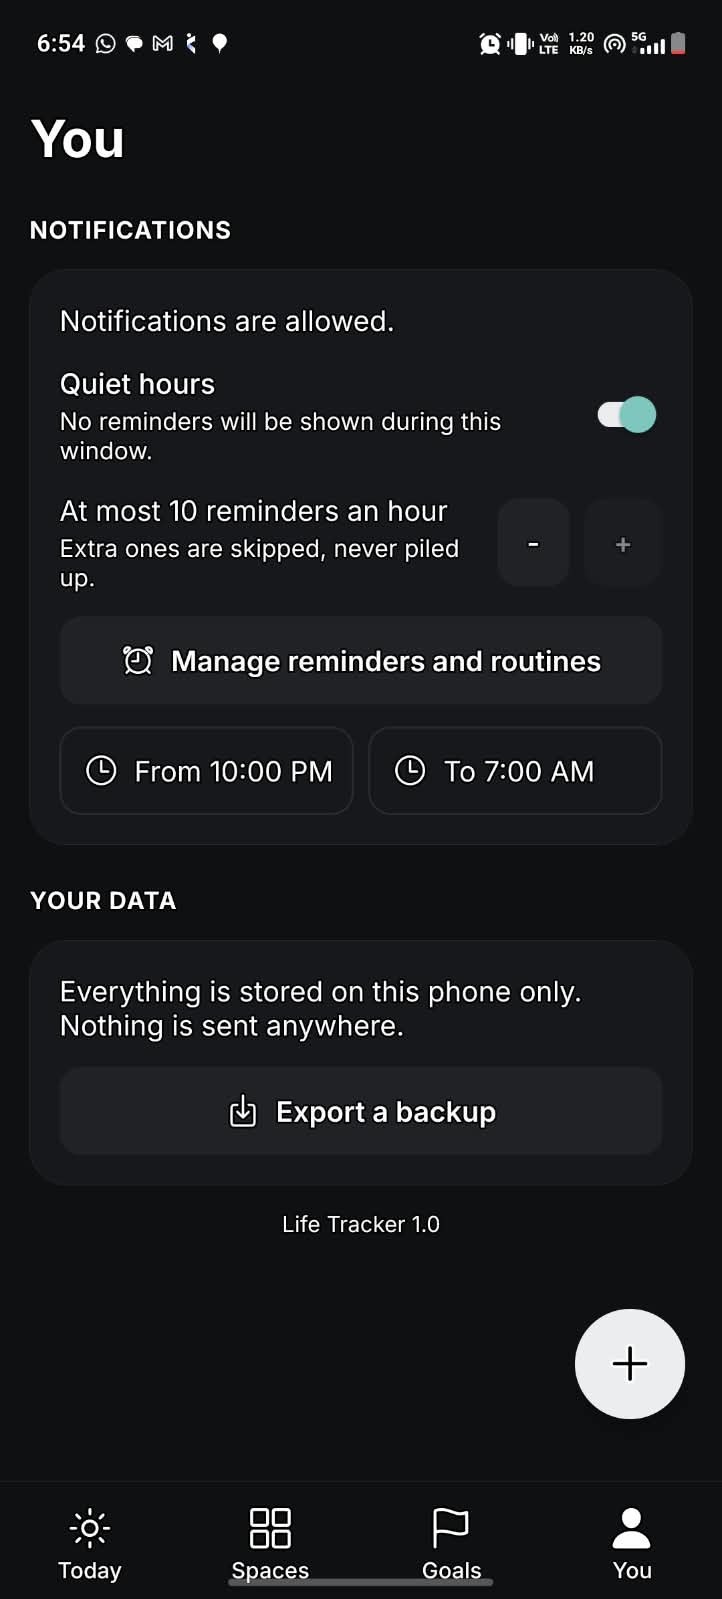 6:54
Vo) LTE
1.20 KB/s
5G
You
NOTIFICATIONS
Notifications are allowed.
Quiet hours
No reminders will be shown during this
window.
At most 10 reminders an hour
Extra ones are skipped, never piled
up.
- +
Manage reminders and routines
From 10:00 PM
To 7:00 AM
YOUR DATA
Everything is stored on this phone only.
Nothing is sent anywhere.
Export a backup
Life Tracker 1.0
+
Today Spaces Goals You